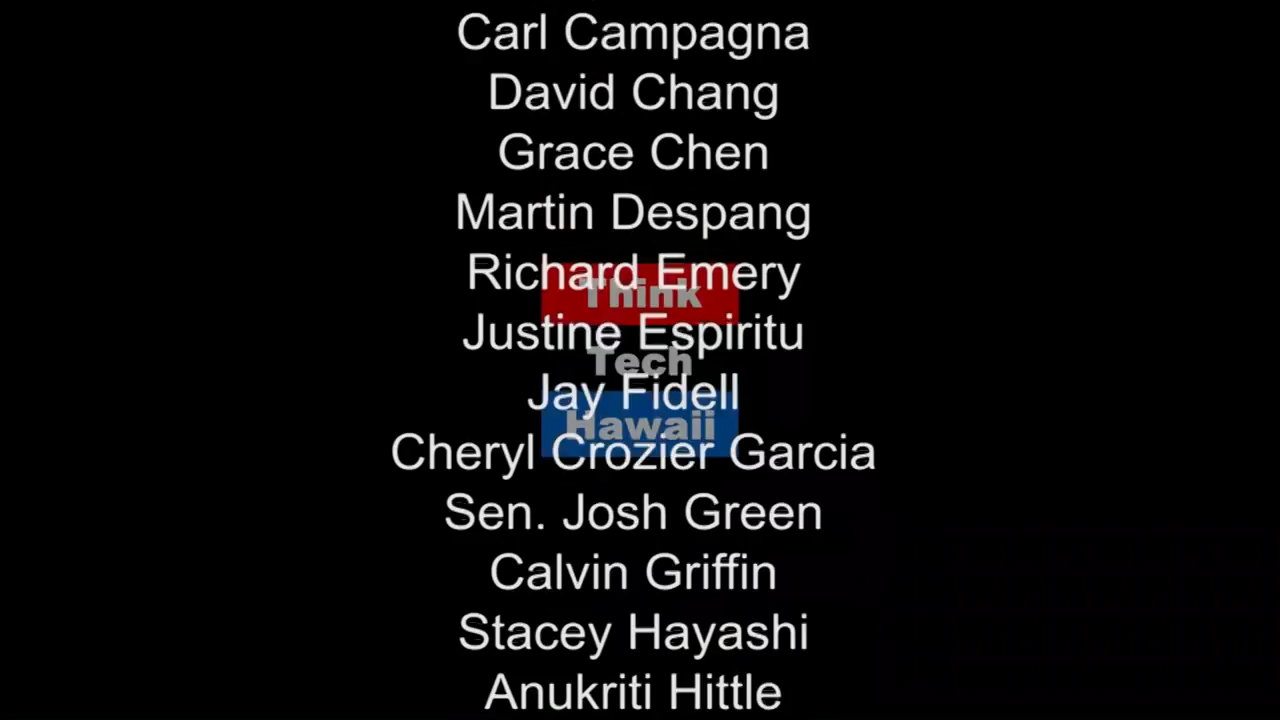 Carl Campagna
David Chang
Grace Chen
Martin Despang
Richard Emery
Think
Justine Espiritu
Tech
Jay Fidell
Hawaii
Cheryl Crozier Garcia
Sen. Josh Green
Calvin Griffin
Stacey Hayashi
Anukriti Hittle